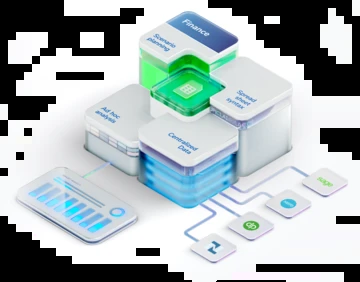 Finance
Scenario
planning
Spread
sheet
syntax
Ad hoc
analysis
Centralized
Data
sage